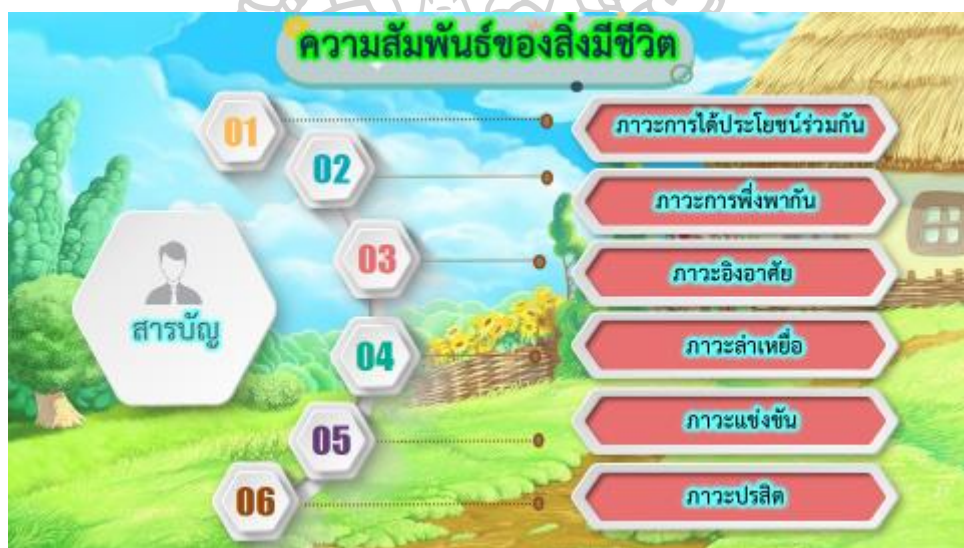 ความสัมพันธ์ของสิ่งมีชีวิต
สารบัญ
01
ภาวะการได้ประโยชน์ร่วมกัน
02
ภาวะการพึ่งพากัน
03
ภาวะอิงอาศัย
04
ภาวะล่าเหยื่อ
05
ภาวะแข่งขัน
06
ภาวะปรสิต